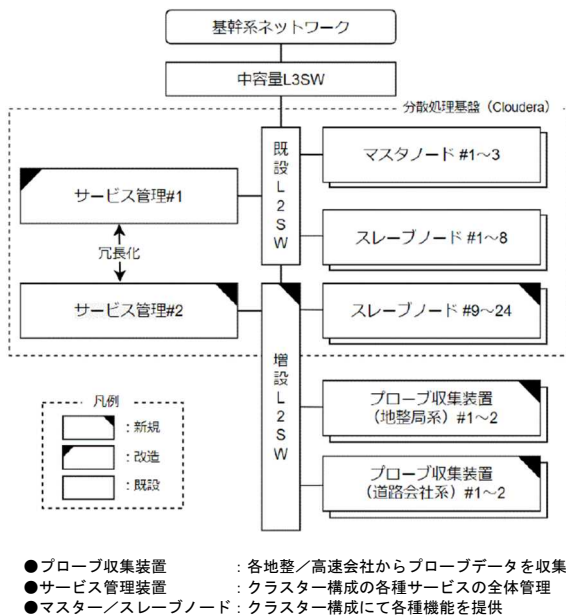 基幹系ネットワーク
中容量L3SW
分散処理基盤（Cloudera）
既設L2SW
マスタノード #1～3
サービス管理#1
スレーブノード #1～8
冗長化
サービス管理#2
スレーブノード #9～24
増設L2SW
プローブ収集装置
（地整局系）#1～2
プローブ収集装置
（道路会社系）#1～2
凡例
：新規
：改造
：既設
●プローブ収集装置　　　　：各地整／高速会社からプローブデータを収集
●サービス管理装置　　　　：クラスター構成の各種サービスの全体管理
●マスター／スレーブノード：クラスター構成にて各種機能を提供